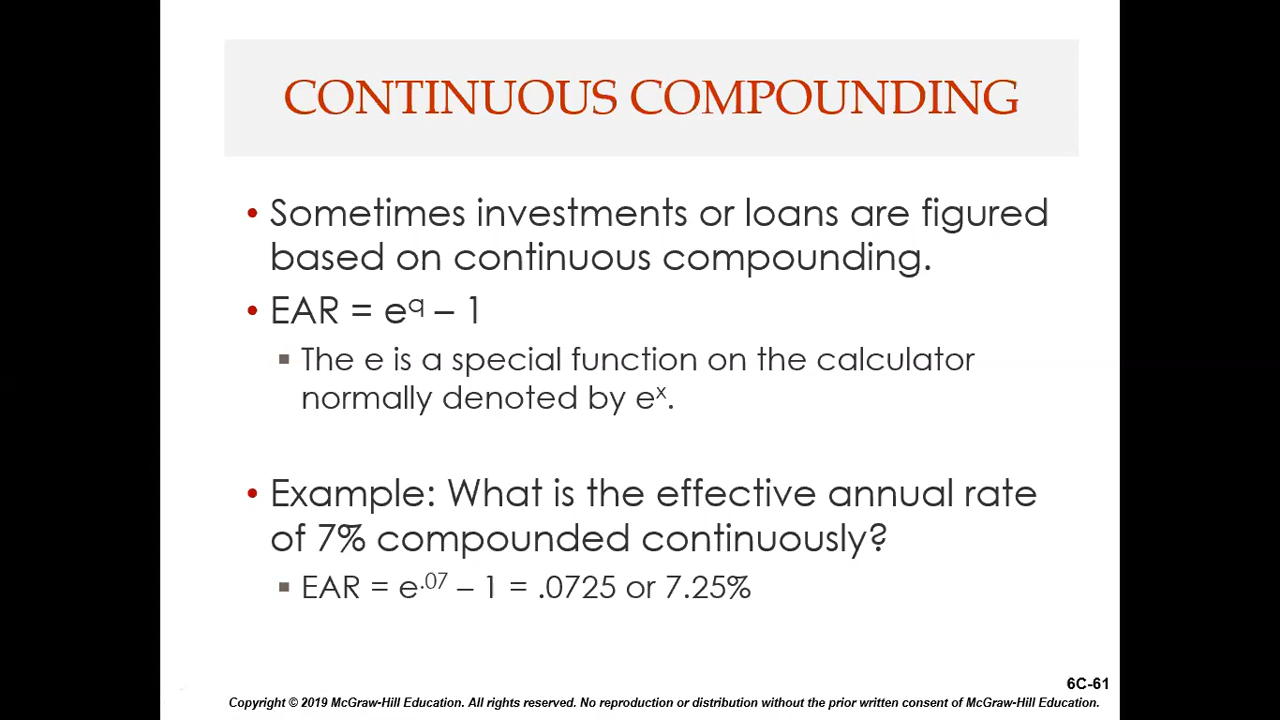 CONTINUOUS COMPOUNDING
• Sometimes investments or loans are figured
based on continuous compounding.
• EAR = e^q – 1
▪ The e is a special function on the calculator
normally denoted by e^x.
• Example: What is the effective annual rate
of 7% compounded continuously?
▪ EAR = e^.07 – 1 = .0725 or 7.25%
6C-61
Copyright © 2019 McGraw-Hill Education. All rights reserved. No reproduction or distribution without the prior written consent of McGraw-Hill Education.